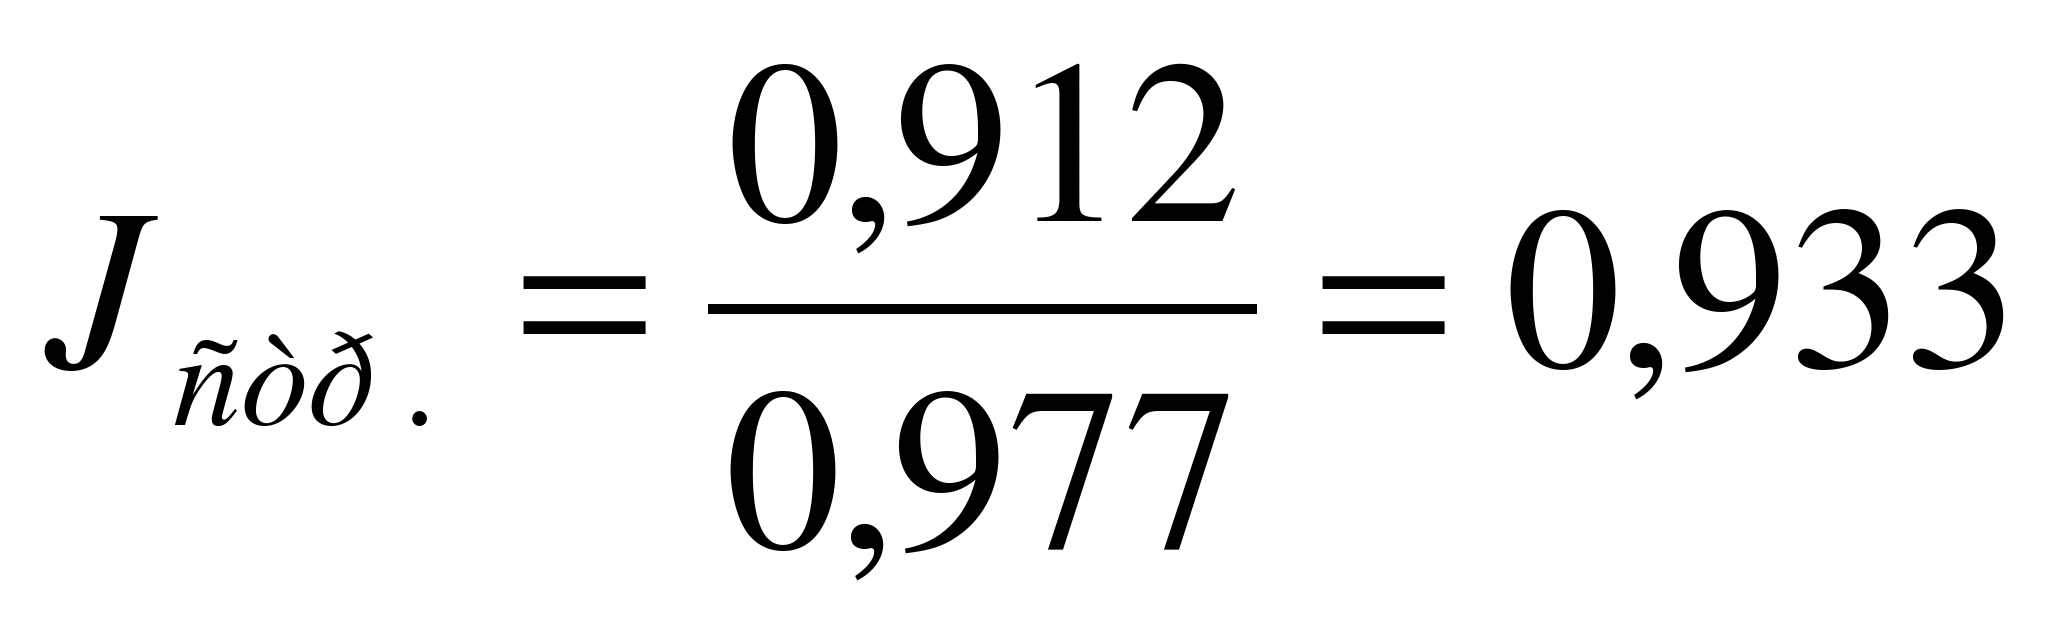 J ñòð. = 0,912 / 0,977 = 0,933